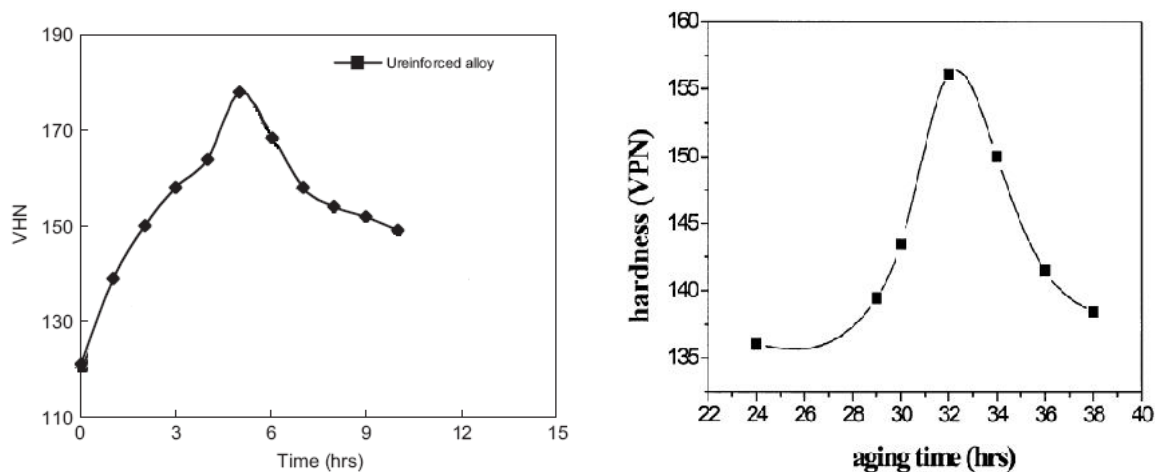 190
170
150
130
110
VHN
Ureinforced alloy
0 3 6 9 12 15
Time (hrs)
160
155
150
145
140
135
hardness (VPN)
22 24 26 28 30 32 34 36 38 40
aging time (hrs)